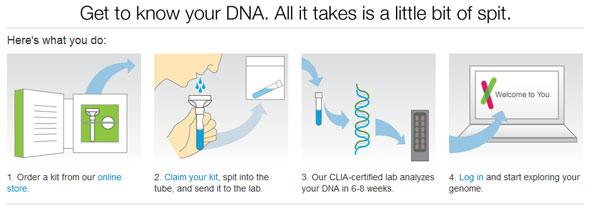 Get to know your DNA. All it takes is a little bit of spit.
Here's what you do:
1. Order a kit from our online
store.
2. Claim your kit, spit into the
tube, and send it to the lab.
3. Our CLIA-certified lab analyzes
your DNA in 6-8 weeks.
Welcome to You.
4. Log in and start exploring your
genome.